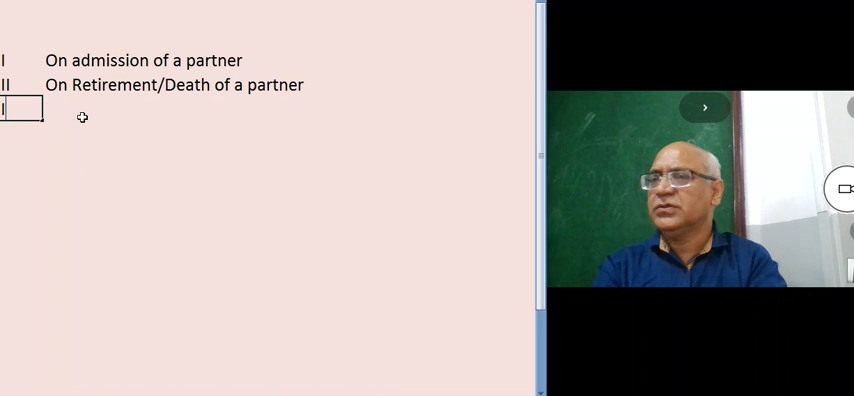 I On admission of a partner
II On Retirement/Death of a partner
I